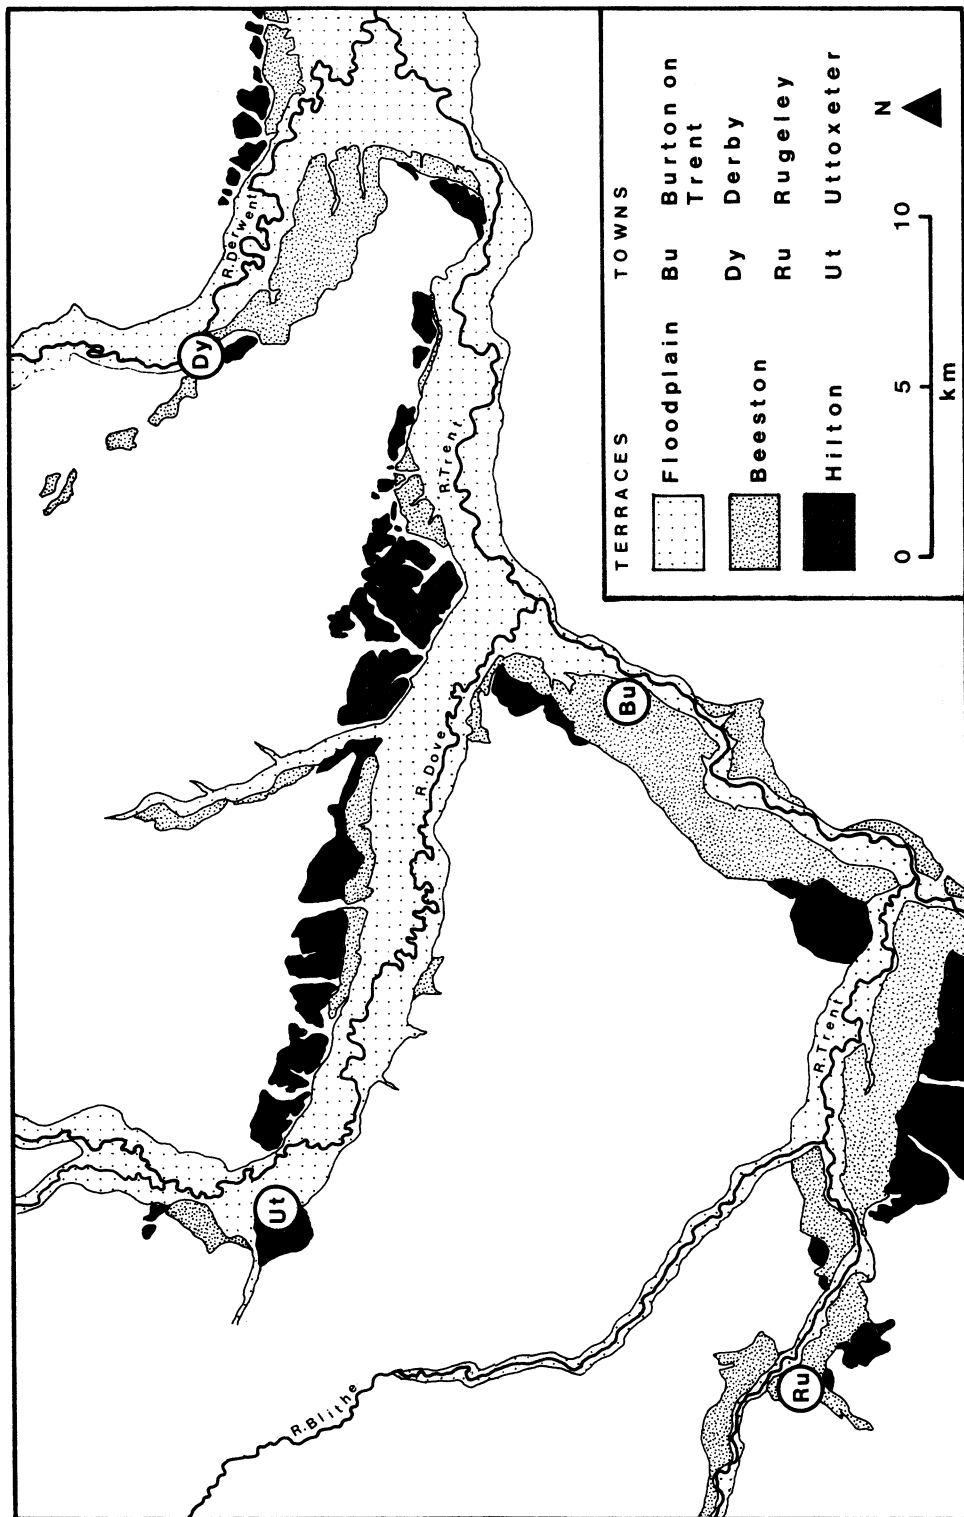 R. Derwent
Dy
R. Trent
R. Dove
Bu
Ut
R. Trent
R. Blithe
Ru
TERRACES
Floodplain
Beeston
Hilton
TOWNS
Bu Burton on
Trent
Dy Derby
Ru Rugeley
Ut Uttoxeter
N
0 5 10
km